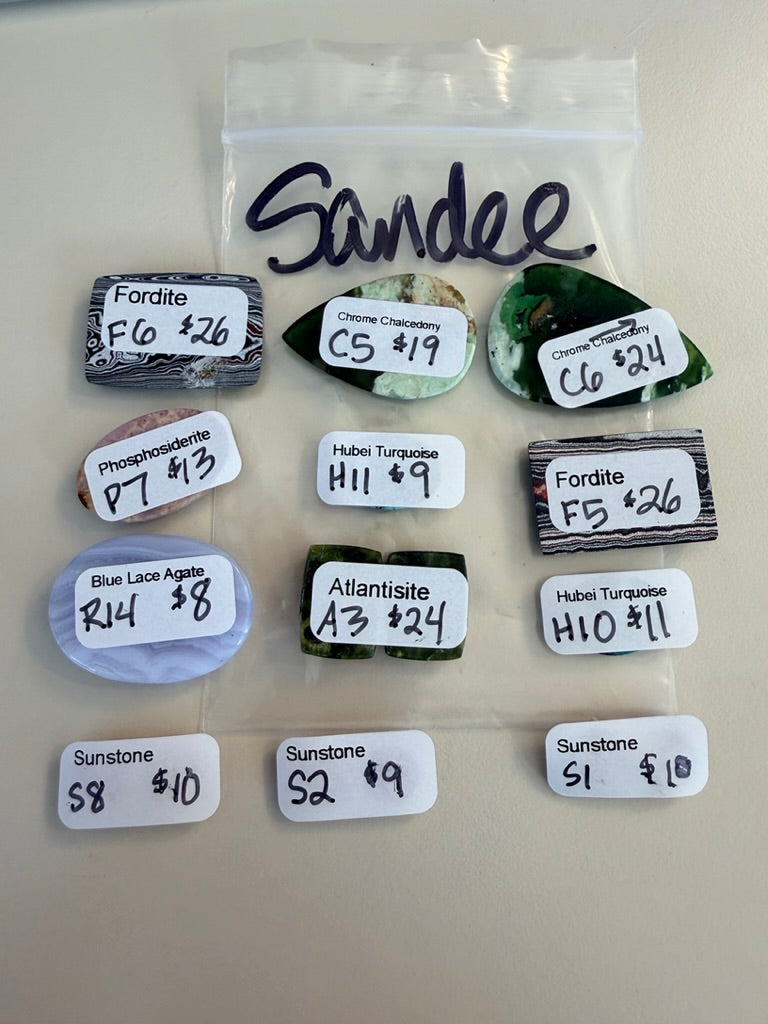 Sandee
Fordite
F6 $26
Chrome Chalcedony
C5 $19
Chrome Chalcedony
C6 $24
Phosphosiderite
P7 $13
Hubei Turquoise
H11 $9
Fordite
F5 $26
Blue Lace Agate
R14 $8
Atlantisite
A3 $24
Hubei Turquoise
H10 $11
Sunstone
S8 $10
Sunstone
S2 $9
Sunstone
S1 $10